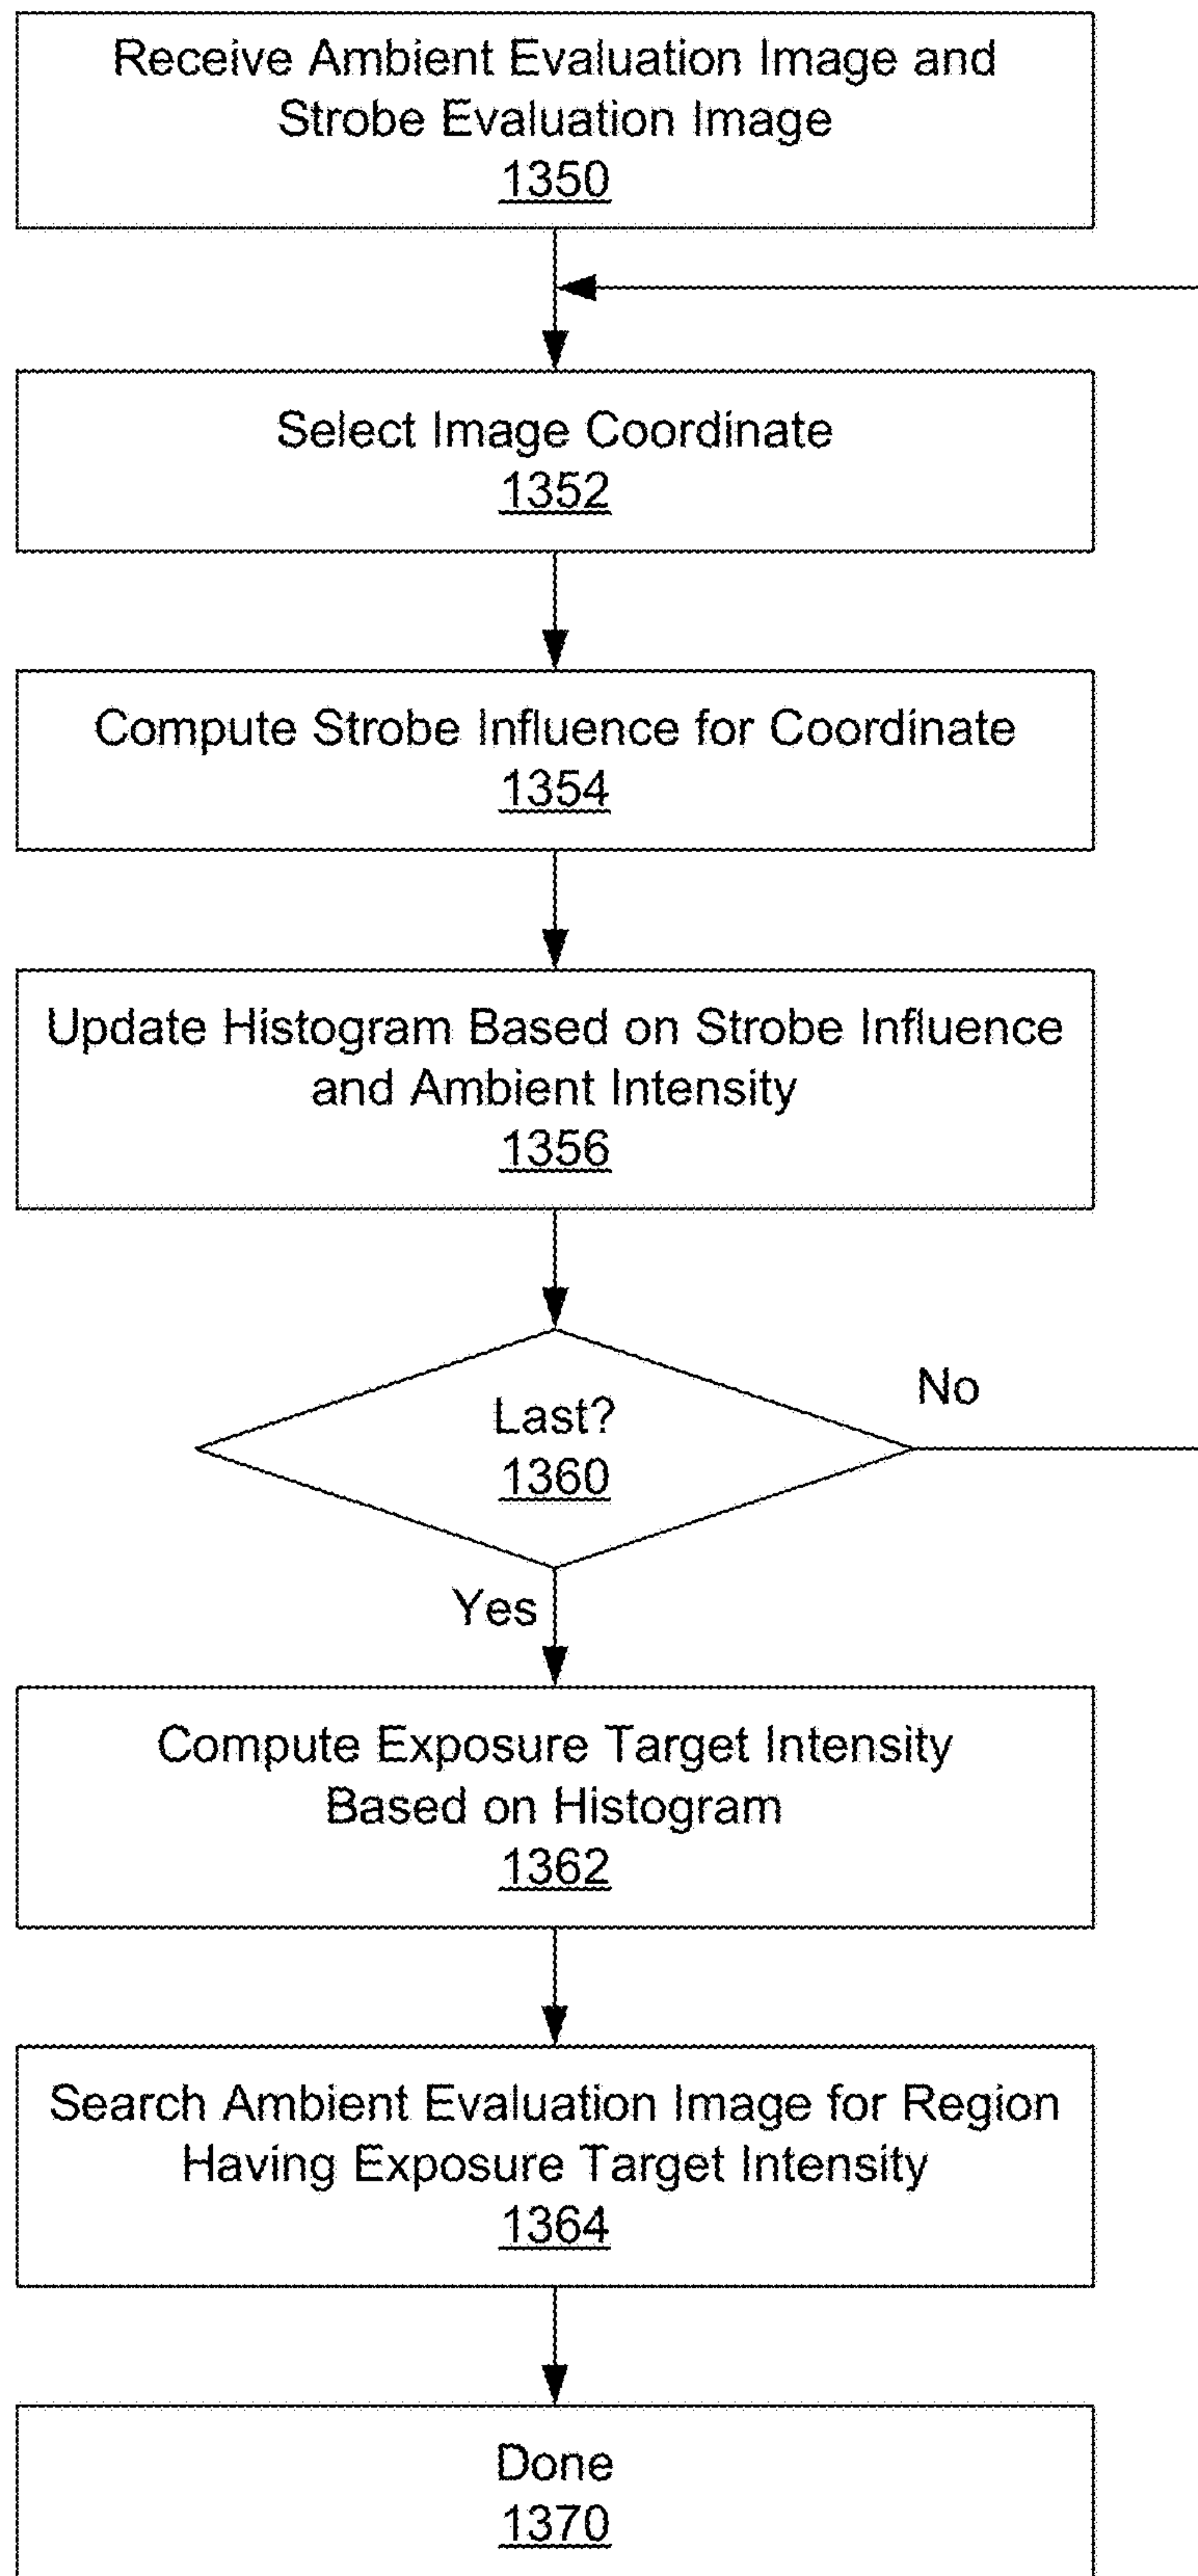 Receive Ambient Evaluation Image and
Strobe Evaluation Image
1350
Select Image Coordinate
1352
Compute Strobe Influence for Coordinate
1354
Update Histogram Based on Strobe Influence
and Ambient Intensity
1356
Last?
1360
No
Yes
Compute Exposure Target Intensity
Based on Histogram
1362
Search Ambient Evaluation Image for Region
Having Exposure Target Intensity
1364
Done
1370